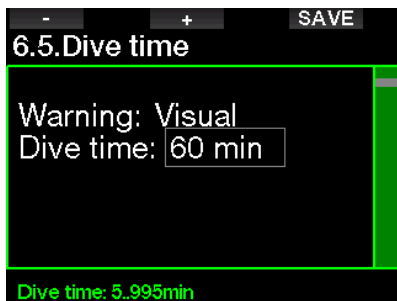 - + SAVE
6.5.Dive time
Warning: Visual
Dive time: 60 min
Dive time: 5..995min